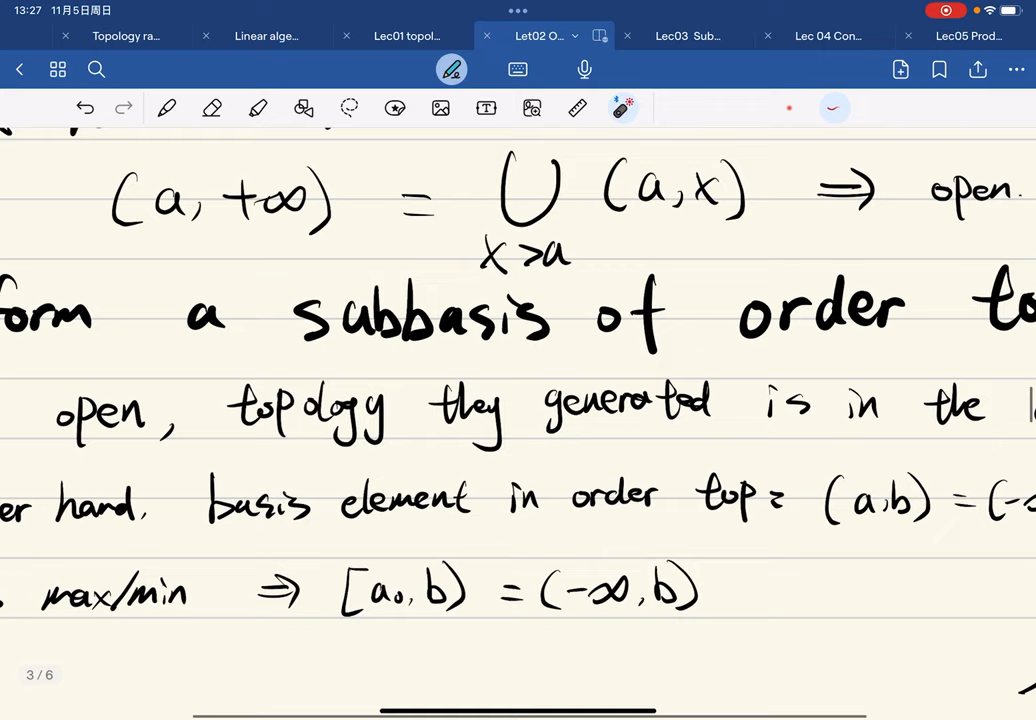 13:27 11月5日周日
Topology ra... Linear alge... Lec01 topol... Let02 O... Lec03 Sub... Lec 04 Con... Lec05 Prod...
(a, +∞) = ⋃ (a, x) ⇒ open.
x > a
form a subbasis of order to
open, topology they generated is in the
er hand. basis element in order top: (a,b) = (-∞
max/min ⇒ [a₀, b) = (-∞, b)
3 / 6